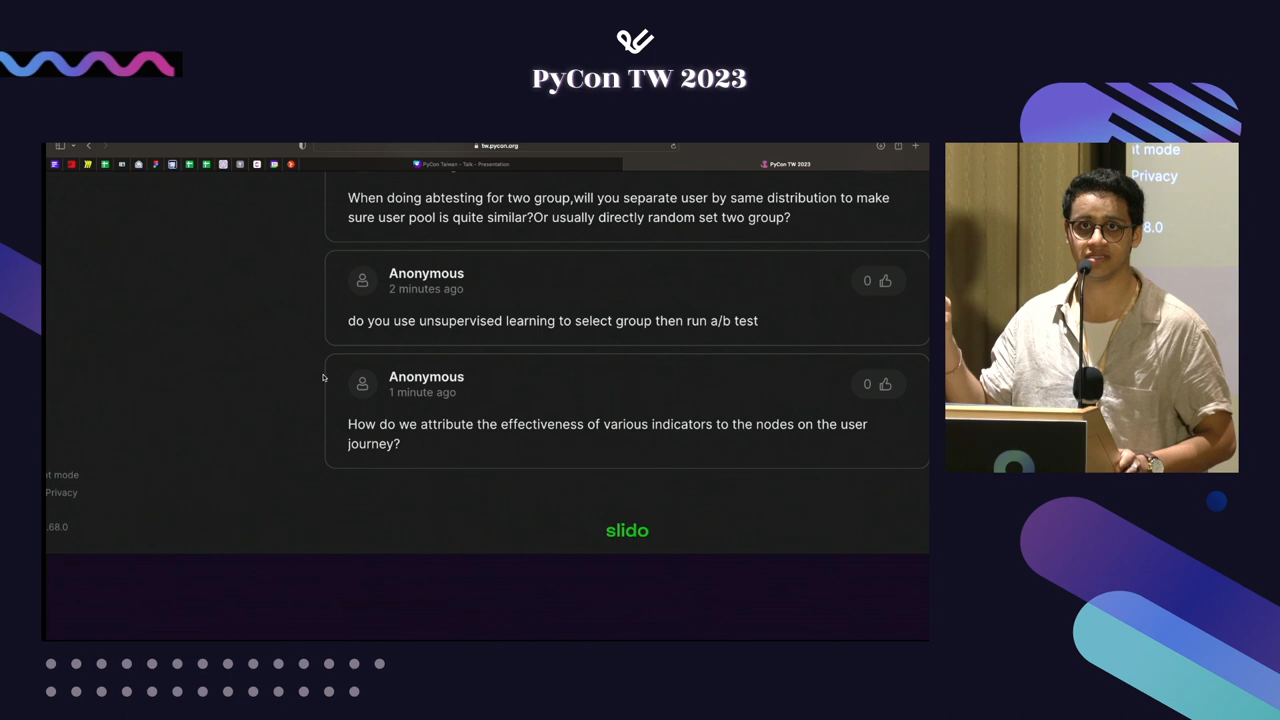 PyCon TW 2023
tw.pycon.org
PyCon Taiwan - Talk - Presentation
PyCon TW 2023
When doing abtesting for two group,will you separate user by same distribution to make
sure user pool is quite similar?Or usually directly random set two group?
Anonymous
2 minutes ago
0
do you use unsupervised learning to select group then run a/b test
Anonymous
1 minute ago
0
How do we attribute the effectiveness of various indicators to the nodes on the user
journey?
nt mode
Privacy
.68.0
slido
nt mode
Privacy
8.0